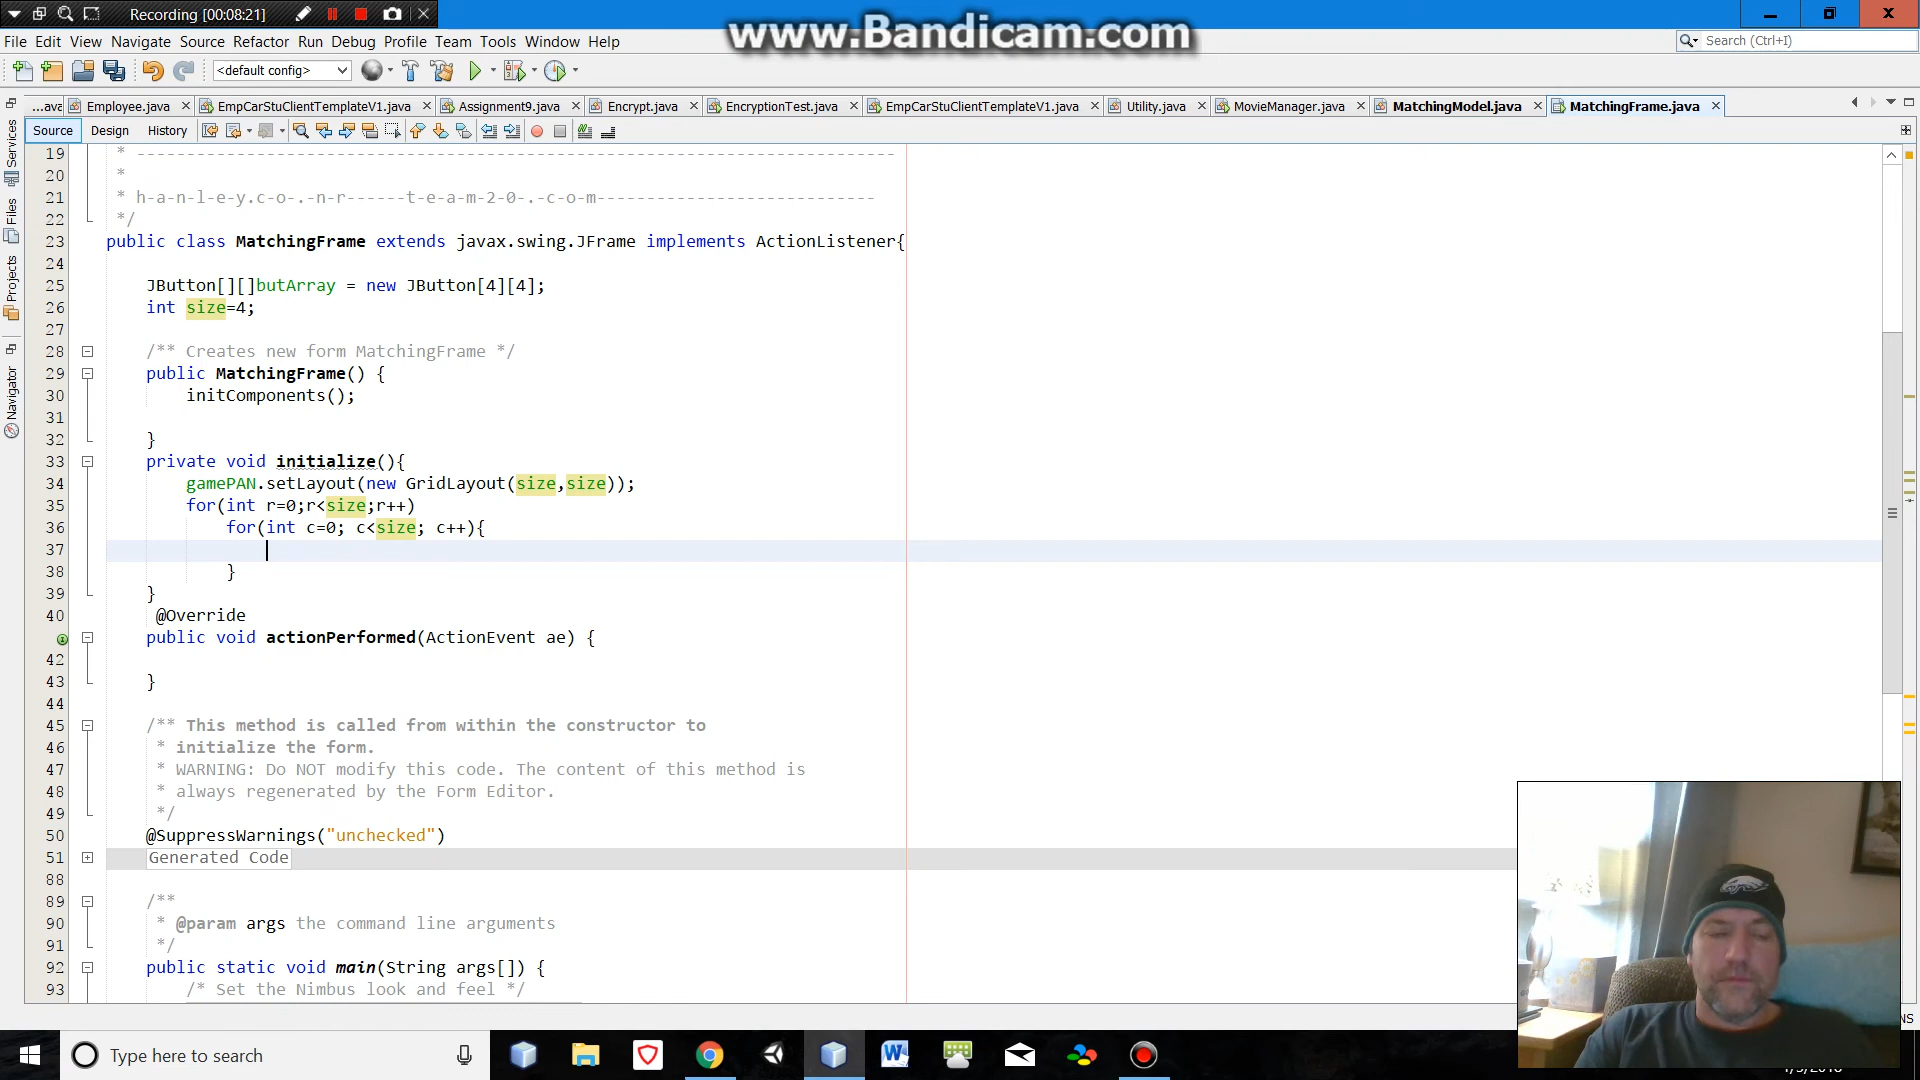 Recording [00:08:21]
www.Bandicam.com
File Edit View Navigate Source Refactor Run Debug Profile Team Tools Window Help
Search (Ctrl+I)
<default config>
...ava Employee.java EmpCarStuClientTemplateV1.java Assignment9.java Encrypt.java EncryptionTest.java EmpCarStuClientTemplateV1.java Utility.java MovieManager.java MatchingModel.java MatchingFrame.java
Source Design History
Services
Files
Projects
Navigator
19 * ----------------------------------------------------------------------------
20 *
21 * h-a-n-l-e-y.c-o-.-n-r------t-e-a-m-2-0-.-c-o-m----------------------------
22 */
23 public class MatchingFrame extends javax.swing.JFrame implements ActionListener{
24
25 JButton[][]butArray = new JButton[4][4];
26 int size=4;
27
28 /** Creates new form MatchingFrame */
29 public MatchingFrame() {
30 initComponents();
31
32 }
33 private void initialize(){
34 gamePAN.setLayout(new GridLayout(size,size));
35 for(int r=0;r<size;r++)
36 for(int c=0; c<size; c++){
37
38 }
39 }
40 @Override
public void actionPerformed(ActionEvent ae) {
42
43 }
44
45 /** This method is called from within the constructor to
46 * initialize the form.
47 * WARNING: Do NOT modify this code. The content of this method is
48 * always regenerated by the Form Editor.
49 */
50 @SuppressWarnings("unchecked")
51 Generated Code
88
89 /**
90 * @param args the command line arguments
91 */
92 public static void main(String args[]) {
93 /* Set the Nimbus look and feel */
Type here to search